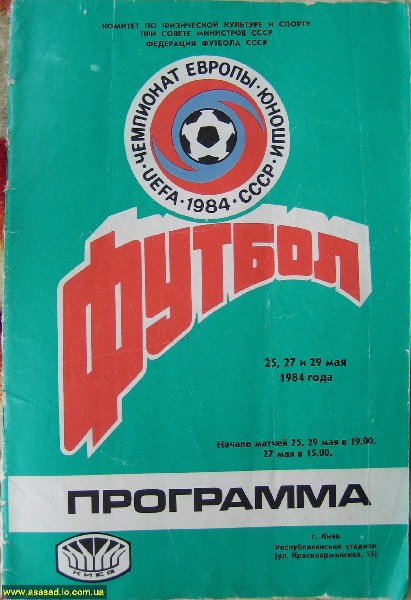 КОМИТЕТ ПО ФИЗИЧЕСКОЙ КУЛЬТУРЕ И СПОРТУ
ПРИ СОВЕТЕ МИНИСТРОВ СССР
ФЕДЕРАЦИЯ ФУТБОЛА СССР
ЧЕМПИОНАТ ЕВРОПЫ · ЮНОШИ
· UEFA · 1984 · СССР ·
ФУТБОЛ
25, 27 и 29 мая
1984 года
Начало матчей 25, 29 мая в 19.00.
27 мая в 15.00.
ПРОГРАММА
г. Киев
Республиканский стадион
(ул. Красноармейская, 55)
КИЕВ
www.asasad.io.com.ua